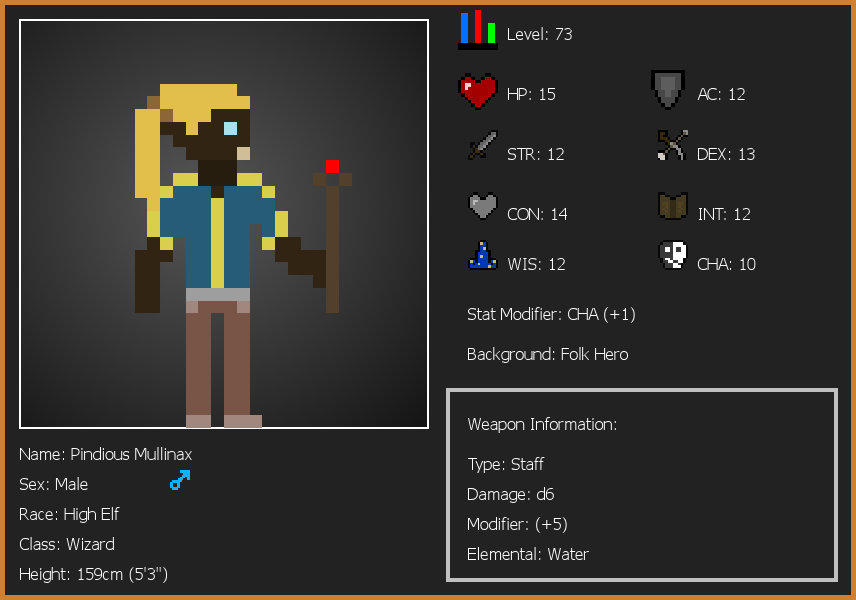 Level: 73
HP: 15
AC: 12
STR: 12
DEX: 13
CON: 14
INT: 12
WIS: 12
CHA: 10
Stat Modifier: CHA (+1)
Background: Folk Hero
Weapon Information:
Type: Staff
Damage: d6
Modifier: (+5)
Elemental: Water
Name: Pindious Mullinax
Sex: Male
Race: High Elf
Class: Wizard
Height: 159cm (5'3")